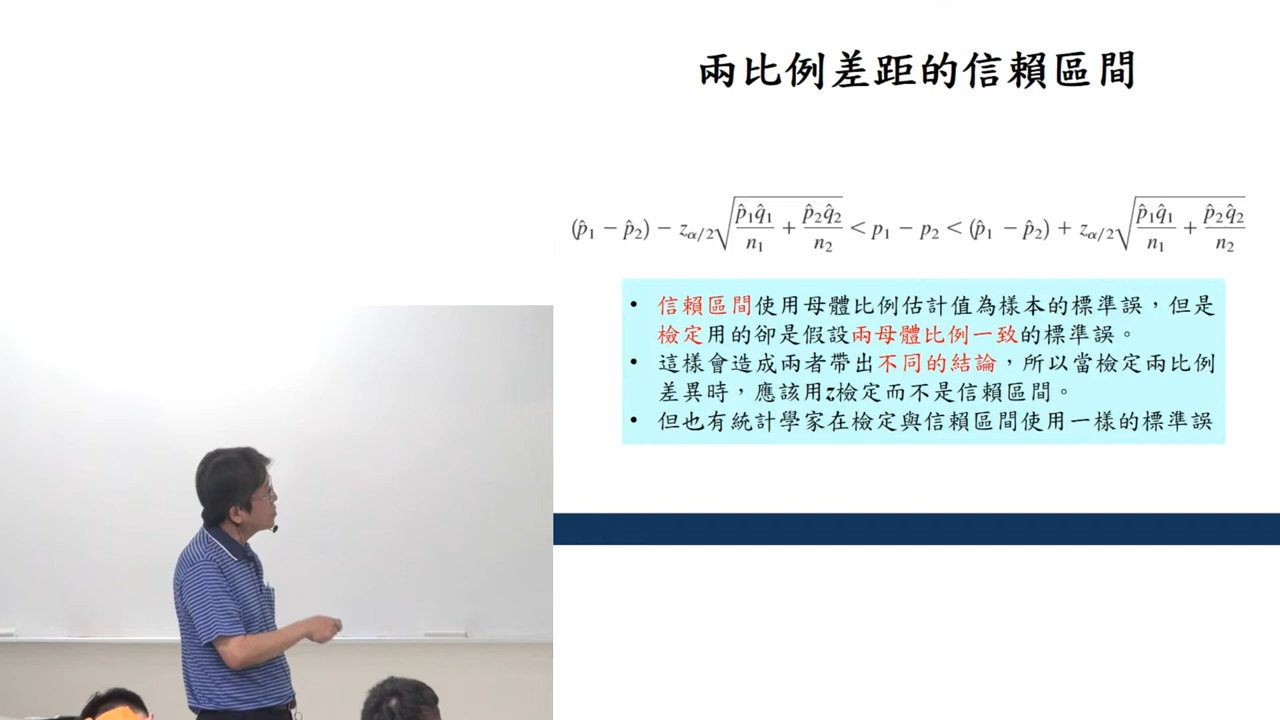 兩比例差距的信賴區間
(p̂₁ − p̂₂) − z_{α/2}√(p̂₁q̂₁/n₁ + p̂₂q̂₂/n₂) < p₁ − p₂ < (p̂₁ − p̂₂) + z_{α/2}√(p̂₁q̂₁/n₁ + p̂₂q̂₂/n₂)
• 信賴區間使用母體比例估計值為樣本的標準誤，但是
檢定用的卻是假設兩母體比例一致的標準誤。
• 這樣會造成兩者帶出不同的結論，所以當檢定兩比例
差異時，應該用z檢定而不是信賴區間。
• 但也有統計學家在檢定與信賴區間使用一樣的標準誤